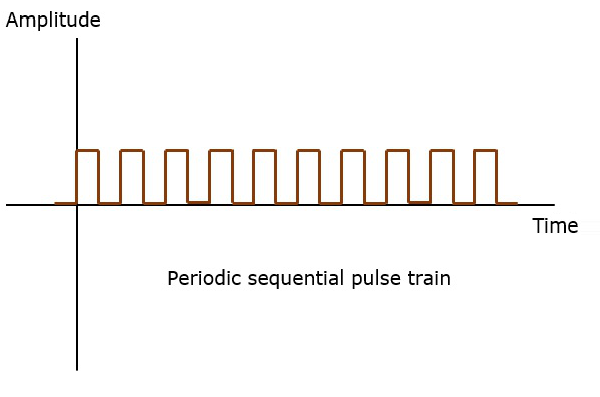 Amplitude
Time
Periodic sequential pulse train